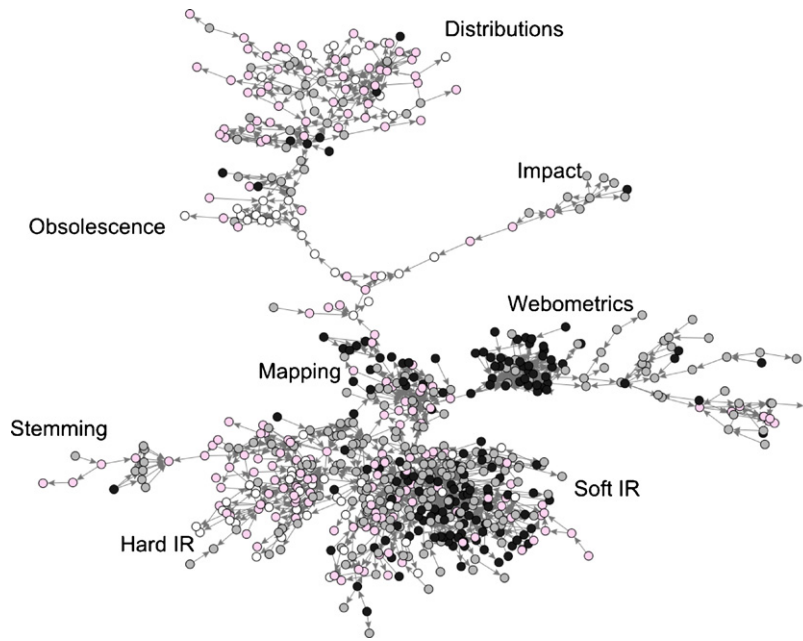 Distributions
Impact
Obsolescence
Webometrics
Mapping
Stemming
Soft IR
Hard IR